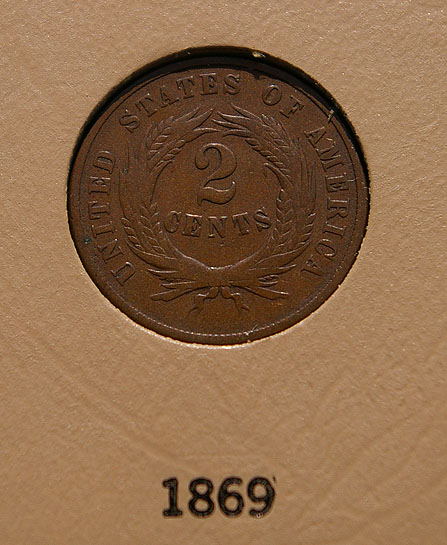 UNITED STATES OF AMERICA
2
CENTS
1869